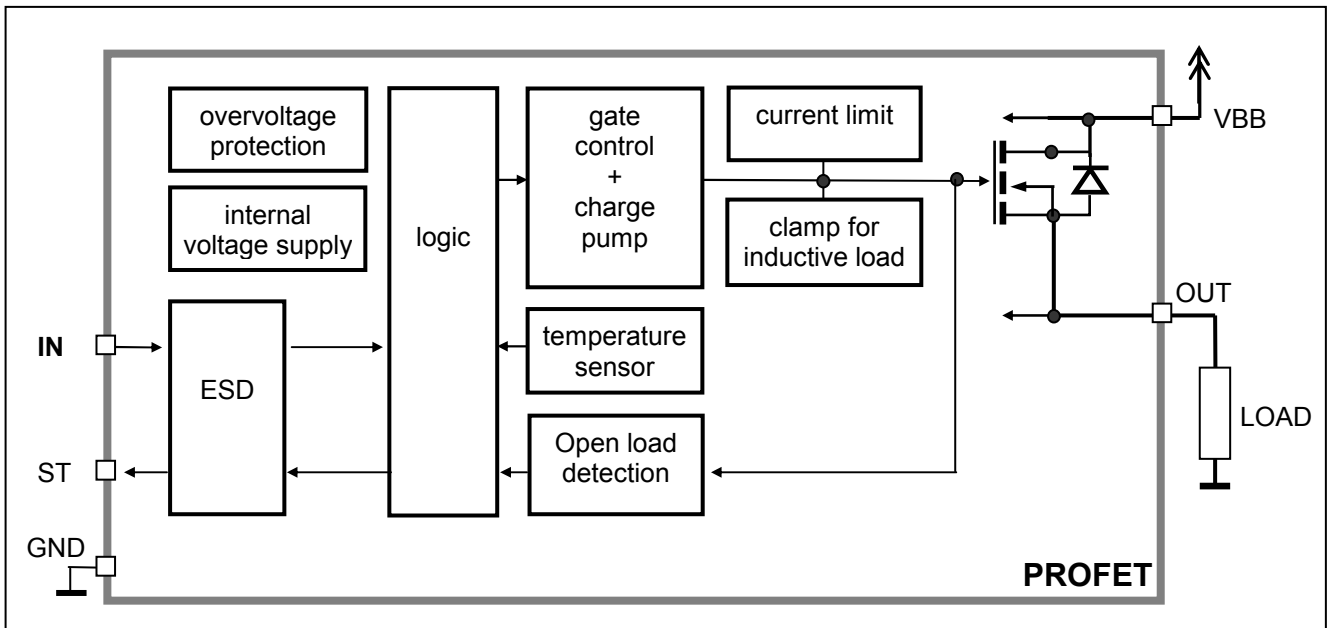 overvoltage
protection
internal
voltage supply
logic
gate
control
+
charge
pump
current limit
clamp for
inductive load
VBB
OUT
LOAD
IN
ESD
temperature
sensor
ST
Open load
detection
GND
PROFET